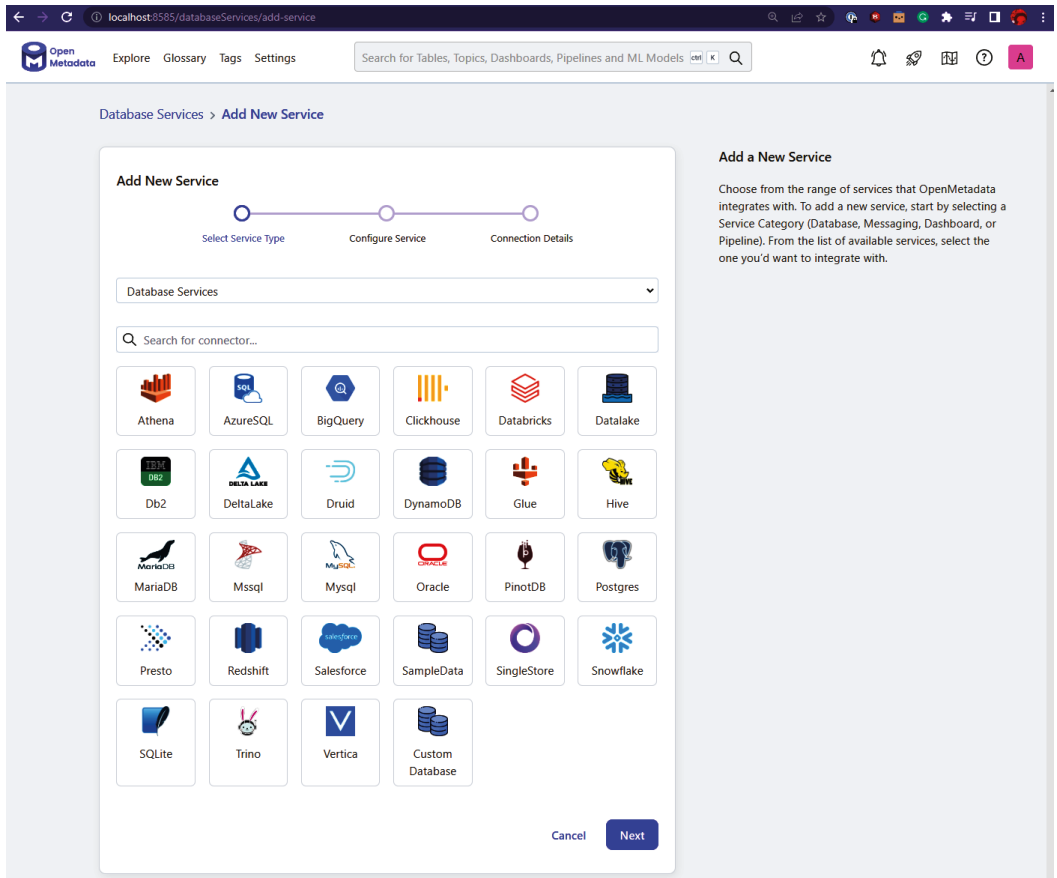 localhost:8585/databaseServices/add-service
Open
Metadata
Explore Glossary Tags Settings
Search for Tables, Topics, Dashboards, Pipelines and ML Models ctrl K
A
Database Services > Add New Service
Add New Service
Select Service Type Configure Service Connection Details
Database Services
Search for connector...
Athena
SQL
AzureSQL
BigQuery
Clickhouse
Databricks
Datalake
IBM
DB2
Db2
DELTA LAKE
DeltaLake
Druid
DynamoDB
Glue
HIVE
Hive
MariaDB
MariaDB
Mssql
MySQL
Mysql
ORACLE
Oracle
PinotDB
Postgres
Presto
Redshift
salesforce
Salesforce
SampleData
SingleStore
Snowflake
SQLite
Trino
Vertica
Custom
Database
Cancel Next
Add a New Service
Choose from the range of services that OpenMetadata
integrates with. To add a new service, start by selecting a
Service Category (Database, Messaging, Dashboard, or
Pipeline). From the list of available services, select the
one you'd want to integrate with.